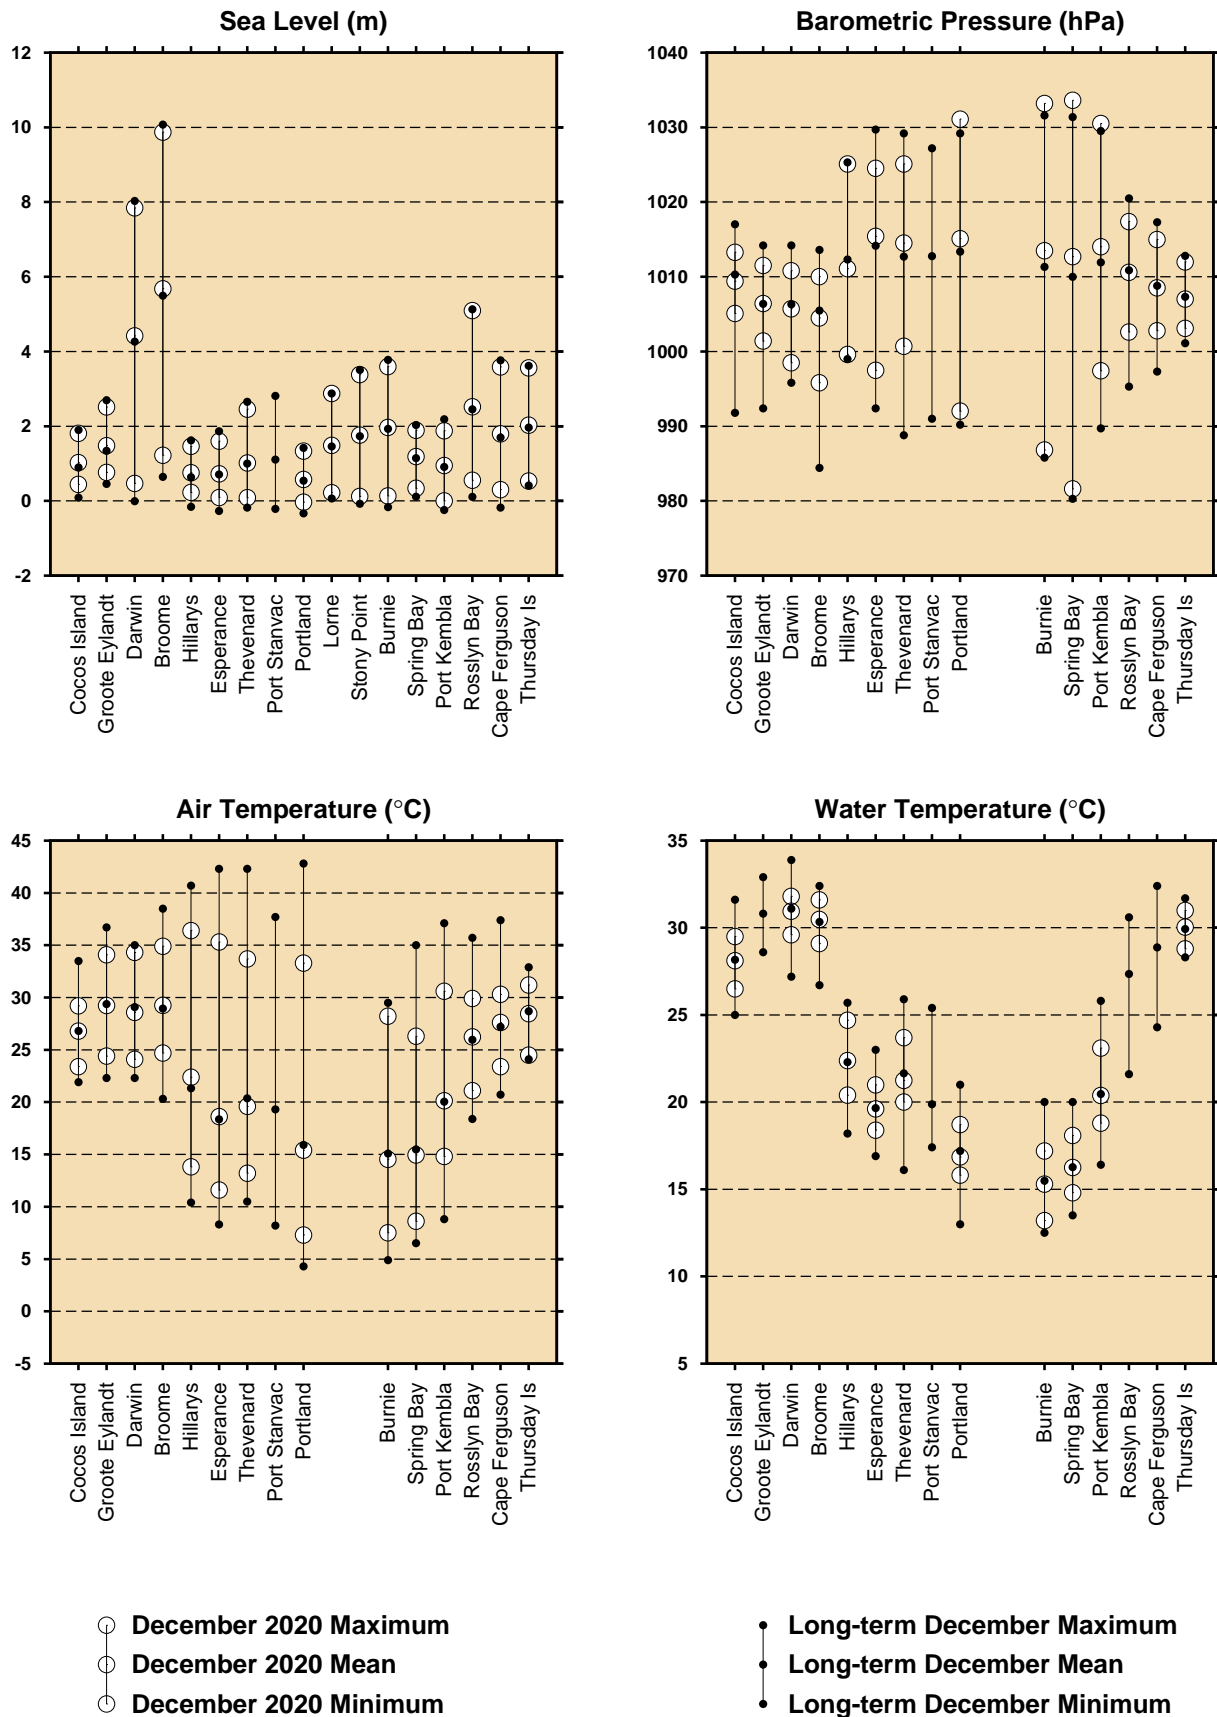 Sea Level (m)
12
10
8
6
4
2
0
-2
Cocos Island
Groote Eylandt
Darwin
Broome
Hillarys
Esperance
Thevenard
Port Stanvac
Portland
Lorne
Stony Point
Burnie
Spring Bay
Port Kembla
Rosslyn Bay
Cape Ferguson
Thursday Is
Barometric Pressure (hPa)
1040
1030
1020
1010
1000
990
980
970
Cocos Island
Groote Eylandt
Darwin
Broome
Hillarys
Esperance
Thevenard
Port Stanvac
Portland
Burnie
Spring Bay
Port Kembla
Rosslyn Bay
Cape Ferguson
Thursday Is
Air Temperature (°C)
45
40
35
30
25
20
15
10
5
0
-5
Cocos Island
Groote Eylandt
Darwin
Broome
Hillarys
Esperance
Thevenard
Port Stanvac
Portland
Burnie
Spring Bay
Port Kembla
Rosslyn Bay
Cape Ferguson
Thursday Is
Water Temperature (°C)
35
30
25
20
15
10
5
Cocos Island
Groote Eylandt
Darwin
Broome
Hillarys
Esperance
Thevenard
Port Stanvac
Portland
Burnie
Spring Bay
Port Kembla
Rosslyn Bay
Cape Ferguson
Thursday Is
December 2020 Maximum
December 2020 Mean
December 2020 Minimum
Long-term December Maximum
Long-term December Mean
Long-term December Minimum